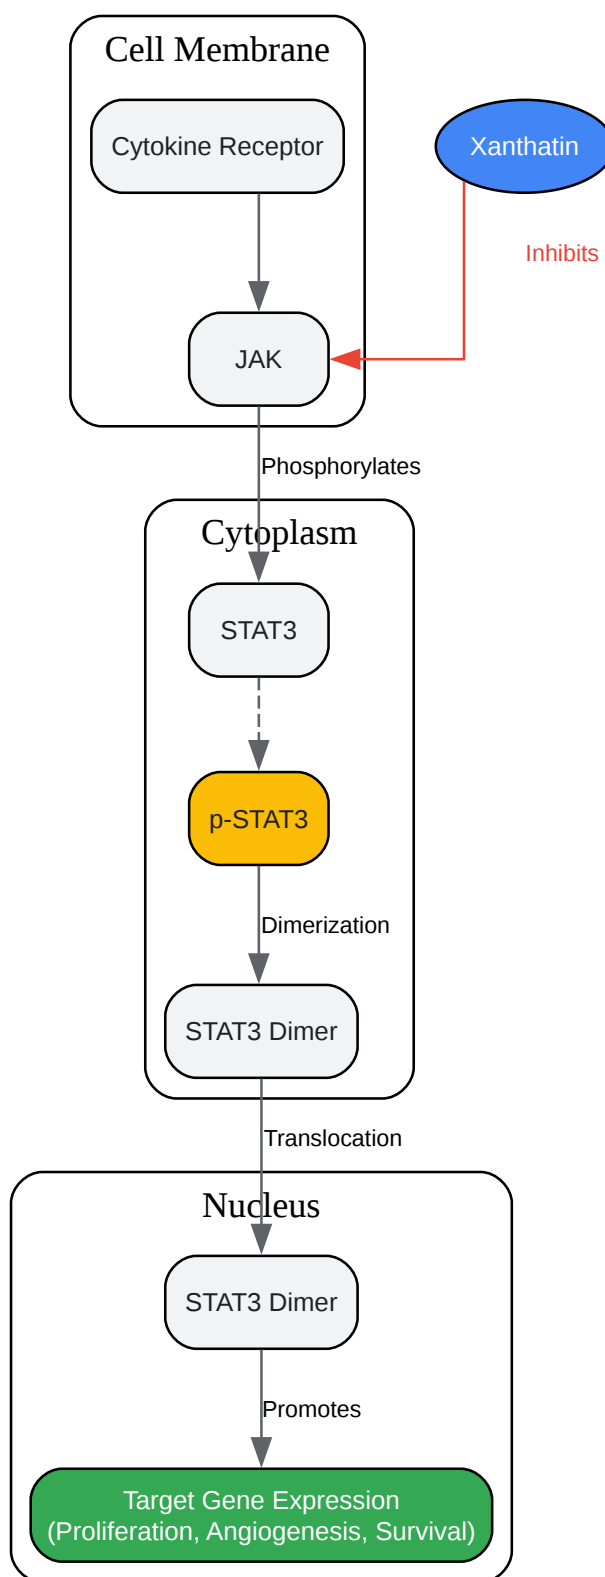 Cell Membrane
Cytokine Receptor
Xanthatin
Inhibits
JAK
Phosphorylates
Cytoplasm
STAT3
p-STAT3
Dimerization
STAT3 Dimer
Translocation
Nucleus
STAT3 Dimer
Promotes
Target Gene Expression
(Proliferation, Angiogenesis, Survival)